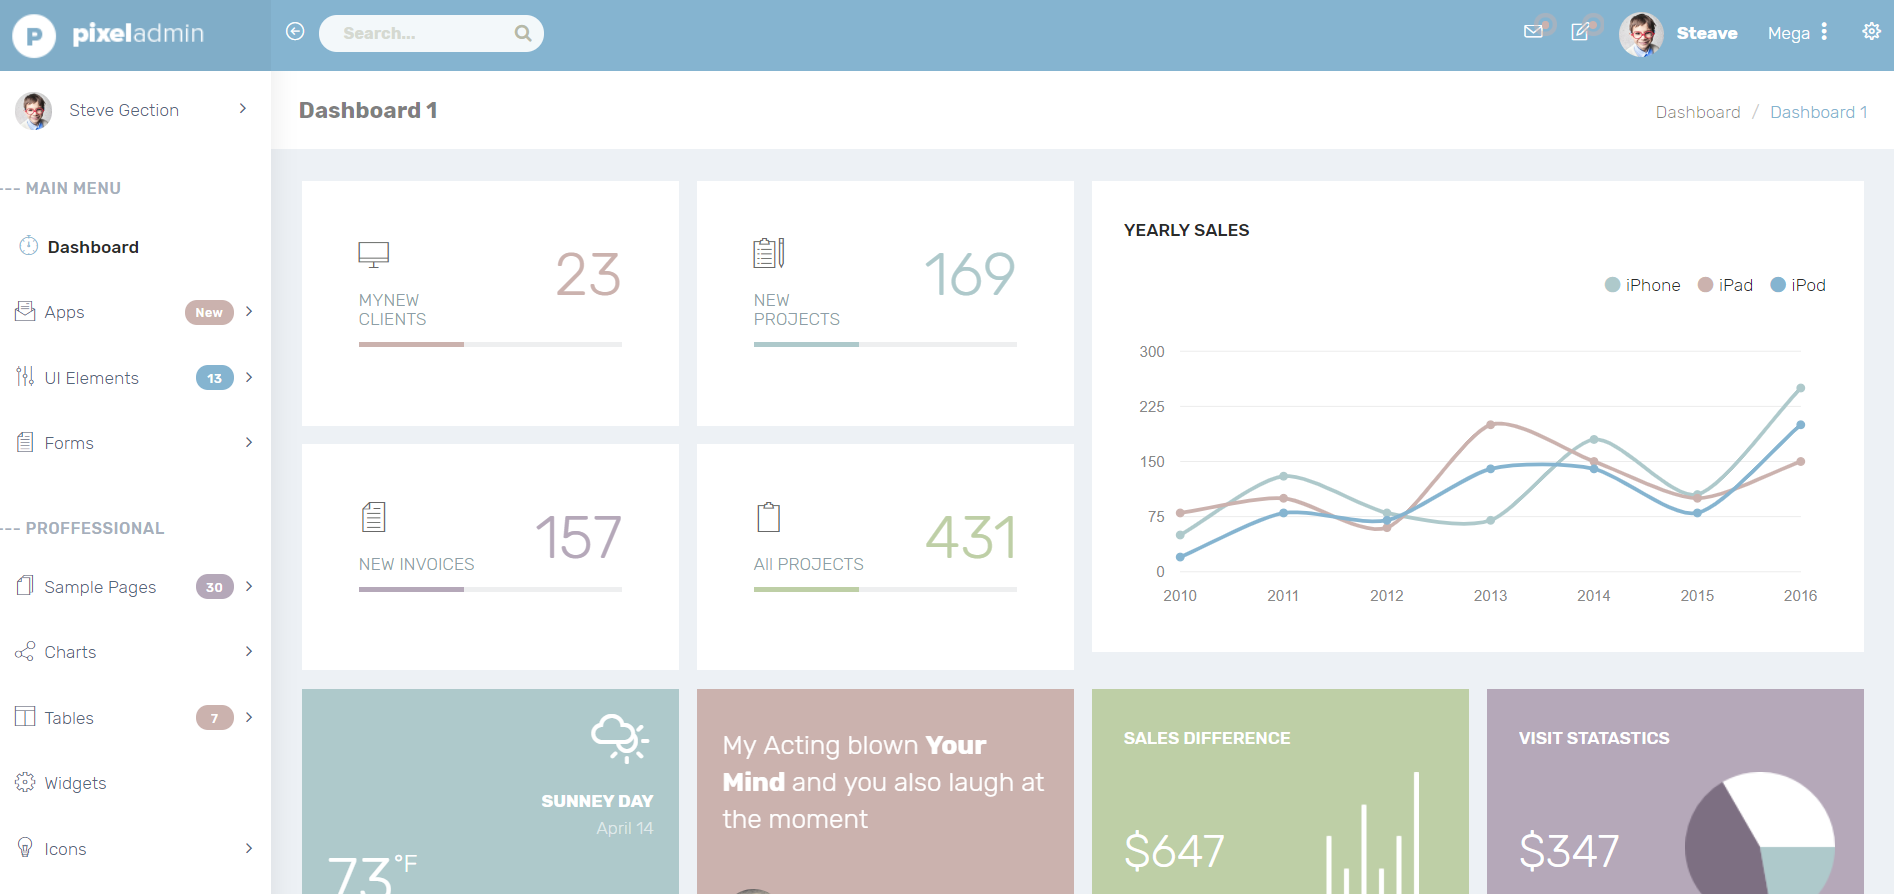 P pixeladmin
Search...
Steave
Mega
Steve Gection
--- MAIN MENU
Dashboard
Apps New
UI Elements 13
Forms
--- PROFFESSIONAL
Sample Pages 30
Charts
Tables 7
Widgets
Icons
Dashboard 1
Dashboard / Dashboard 1
23
MYNEW
CLIENTS
169
NEW
PROJECTS
157
NEW INVOICES
431
All PROJECTS
YEARLY SALES
iPhone iPad iPod
300
225
150
75
0
2010 2011 2012 2013 2014 2015 2016
SUNNEY DAY
April 14
73 °F
My Acting blown Your
Mind and you also laugh at
the moment
SALES DIFFERENCE
$647
VISIT STATASTICS
$347